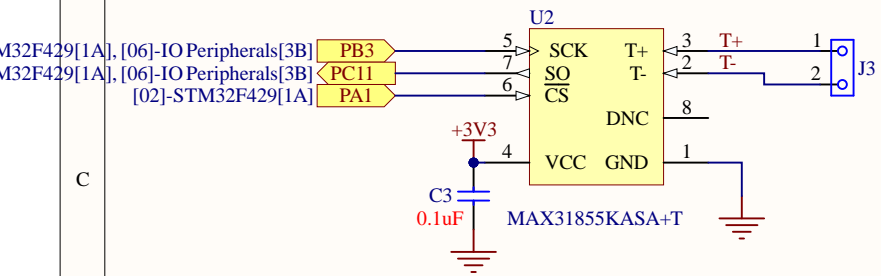 U2
M32F429[1A], [06]-IO Peripherals[3B] PB3 5 SCK T+ 3 T+ 1
M32F429[1A], [06]-IO Peripherals[3B] PC11 7 SO T- 2 T- 2 J3
[02]-STM32F429[1A] PA1 6 CS
DNC 8
+3V3
4 VCC GND 1
C
C3
0.1uF MAX31855KASA+T